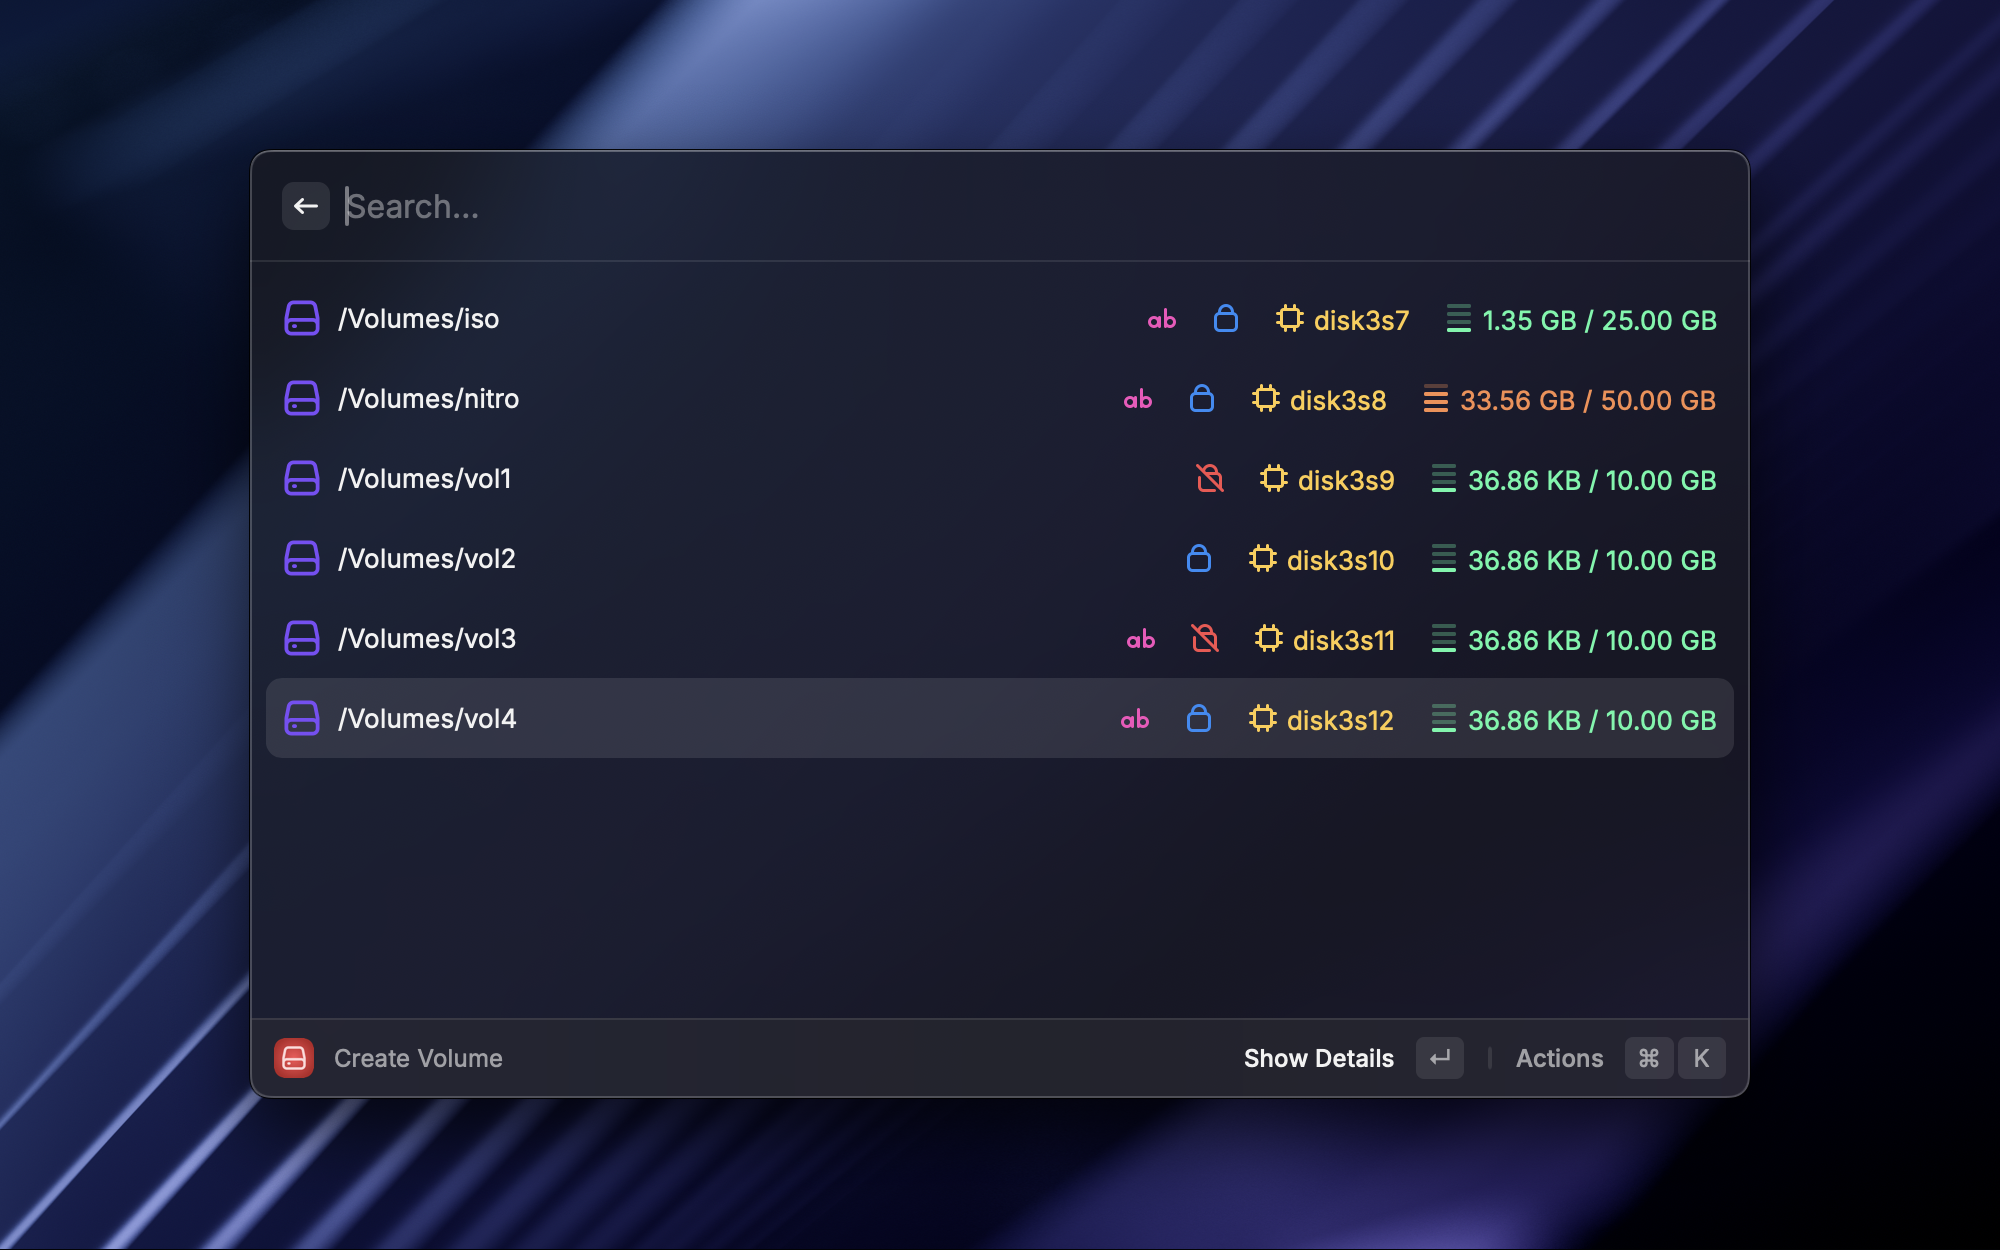 Search...
/Volumes/iso ab disk3s7 1.35 GB / 25.00 GB
/Volumes/nitro ab disk3s8 33.56 GB / 50.00 GB
/Volumes/vol1 disk3s9 36.86 KB / 10.00 GB
/Volumes/vol2 disk3s10 36.86 KB / 10.00 GB
/Volumes/vol3 ab disk3s11 36.86 KB / 10.00 GB
/Volumes/vol4 ab disk3s12 36.86 KB / 10.00 GB
Create Volume Show Details ↵ Actions ⌘ K